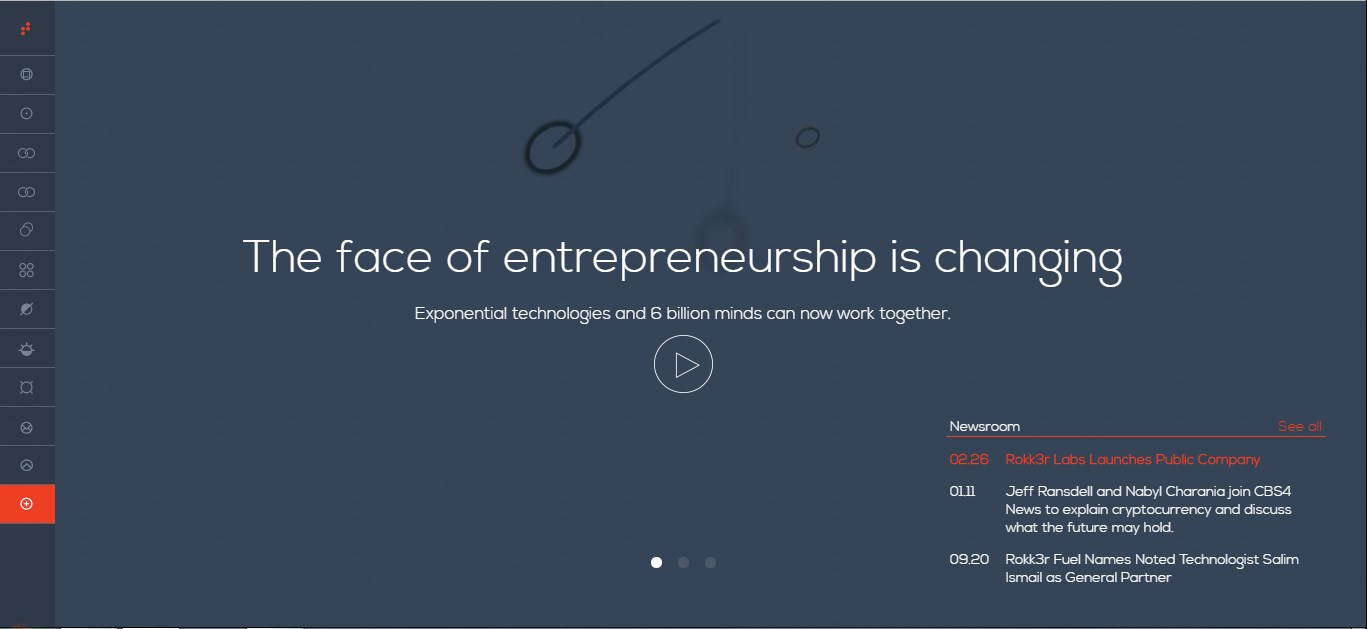 The face of entrepreneurship is changing
Exponential technologies and 6 billion minds can now work together.
Newsroom See all
02.26 Rokk3r Labs Launches Public Company
01.11 Jeff Ransdell and Nabyl Charania join CBS4
News to explain cryptocurrency and discuss
what the future may hold.
09.20 Rokk3r Fuel Names Noted Technologist Salim
Ismail as General Partner